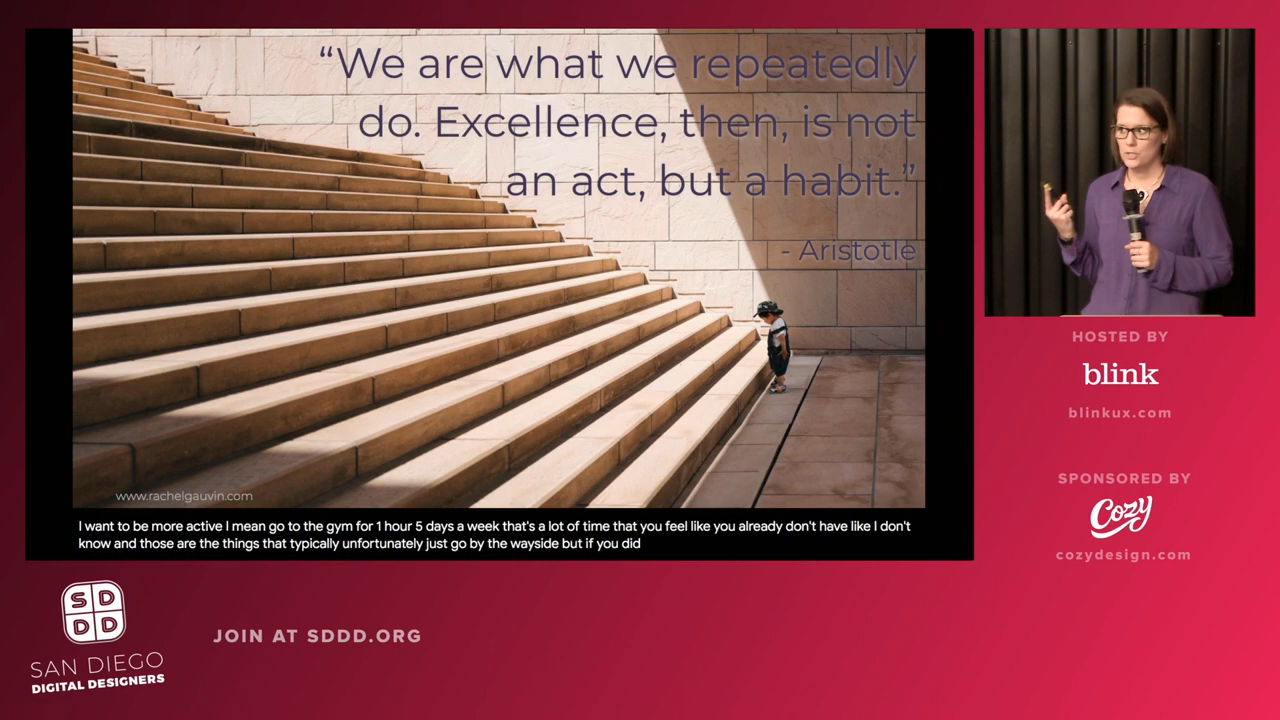 “We are what we repeatedly
do. Excellence, then, is not
an act, but a habit.”
- Aristotle
www.rachelgauvin.com
I want to be more active I mean go to the gym for 1 hour 5 days a week that's a lot of time that you feel like you already don't have like I don't
know and those are the things that typically unfortunately just go by the wayside but if you did
HOSTED BY
blink
blinkux.com
SPONSORED BY
Cozy
cozydesign.com
SD
DD
SAN DIEGO
DIGITAL DESIGNERS
JOIN AT SDDD.ORG